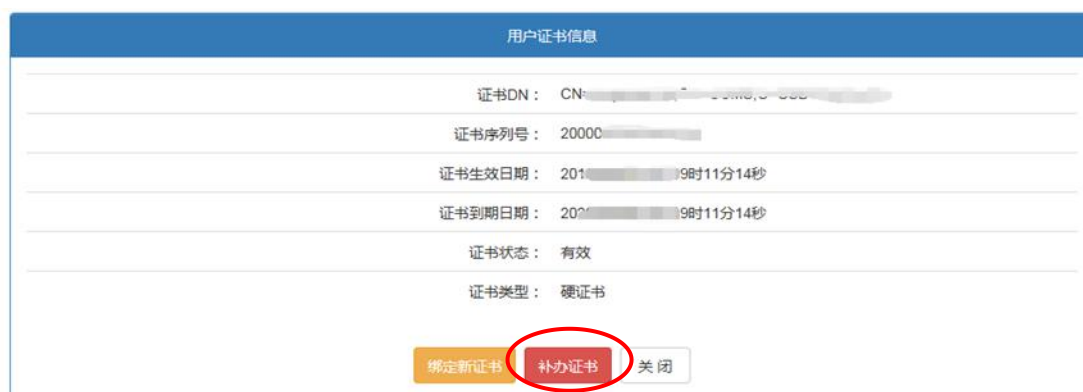 用户证书信息
证书DN： CN
证书序列号： 20000
证书生效日期： 201 9时11分14秒
证书到期日期： 202 9时11分14秒
证书状态： 有效
证书类型： 硬证书
绑定新证书 补办证书 关 闭